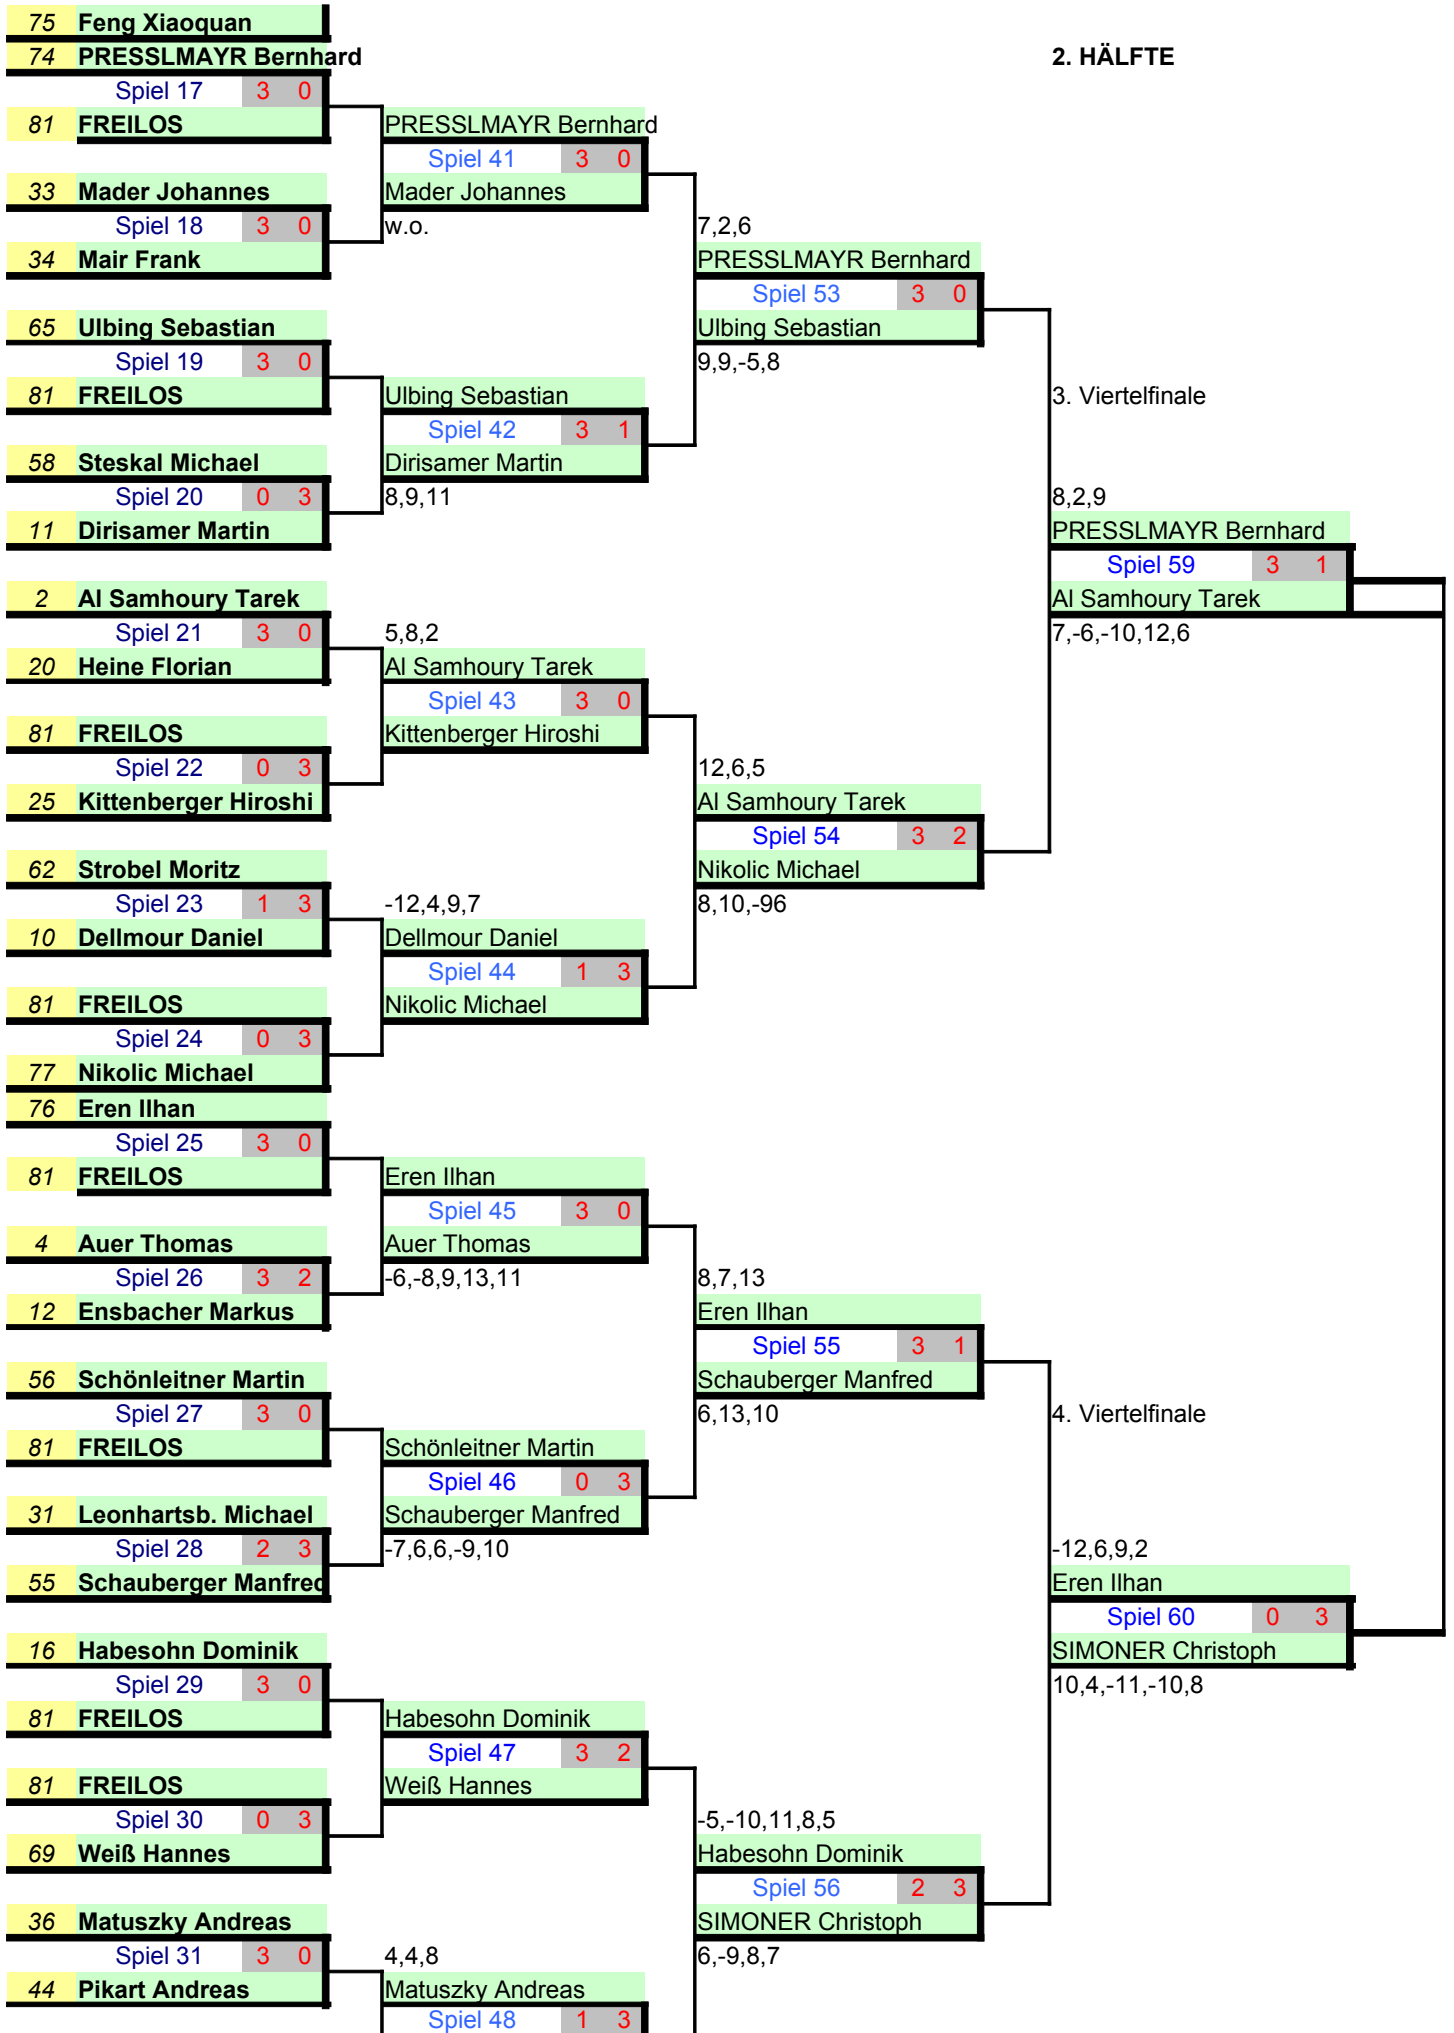 75 Feng Xiaoquan
74 PRESSLMAYR Bernhard 2. HÄLFTE
Spiel 17 3 0
81 FREILOS PRESSLMAYR Bernhard
Spiel 41 3 0
33 Mader Johannes Mader Johannes
Spiel 18 3 0 w.o. 7,2,6
34 Mair Frank PRESSLMAYR Bernhard
Spiel 53 3 0
65 Ulbing Sebastian Ulbing Sebastian
Spiel 19 3 0 9,9,-5,8
81 FREILOS Ulbing Sebastian 3. Viertelfinale
Spiel 42 3 1
58 Steskal Michael Dirisamer Martin
Spiel 20 0 3 8,9,11 8,2,9
11 Dirisamer Martin PRESSLMAYR Bernhard
Spiel 59 3 1
2 Al Samhoury Tarek Al Samhoury Tarek
Spiel 21 3 0 5,8,2 7,-6,-10,12,6
20 Heine Florian Al Samhoury Tarek
Spiel 43 3 0
81 FREILOS Kittenberger Hiroshi
Spiel 22 0 3 12,6,5
25 Kittenberger Hiroshi Al Samhoury Tarek
Spiel 54 3 2
62 Strobel Moritz Nikolic Michael
Spiel 23 1 3 -12,4,9,7 8,10,-96
10 Dellmour Daniel Dellmour Daniel
Spiel 44 1 3
81 FREILOS Nikolic Michael
Spiel 24 0 3
77 Nikolic Michael
76 Eren Ilhan
Spiel 25 3 0
81 FREILOS Eren Ilhan
Spiel 45 3 0
4 Auer Thomas Auer Thomas
Spiel 26 3 2 -6,-8,9,13,11 8,7,13
12 Ensbacher Markus Eren Ilhan
Spiel 55 3 1
56 Schönleitner Martin Schauberger Manfred
Spiel 27 3 0 6,13,10 4. Viertelfinale
81 FREILOS Schönleitner Martin
Spiel 46 0 3
31 Leonhartsb. Michael Schauberger Manfred
Spiel 28 2 3 -7,6,6,-9,10 -12,6,9,2
55 Schauberger Manfred Eren Ilhan
Spiel 60 0 3
16 Habesohn Dominik SIMONER Christoph
Spiel 29 3 0 10,4,-11,-10,8
81 FREILOS Habesohn Dominik
Spiel 47 3 2
81 FREILOS Weiß Hannes
Spiel 30 0 3 -5,-10,11,8,5
69 Weiß Hannes Habesohn Dominik
Spiel 56 2 3
36 Matuszky Andreas SIMONER Christoph
Spiel 31 3 0 4,4,8 6,-9,8,7
44 Pikart Andreas Matuszky Andreas
Spiel 48 1 3